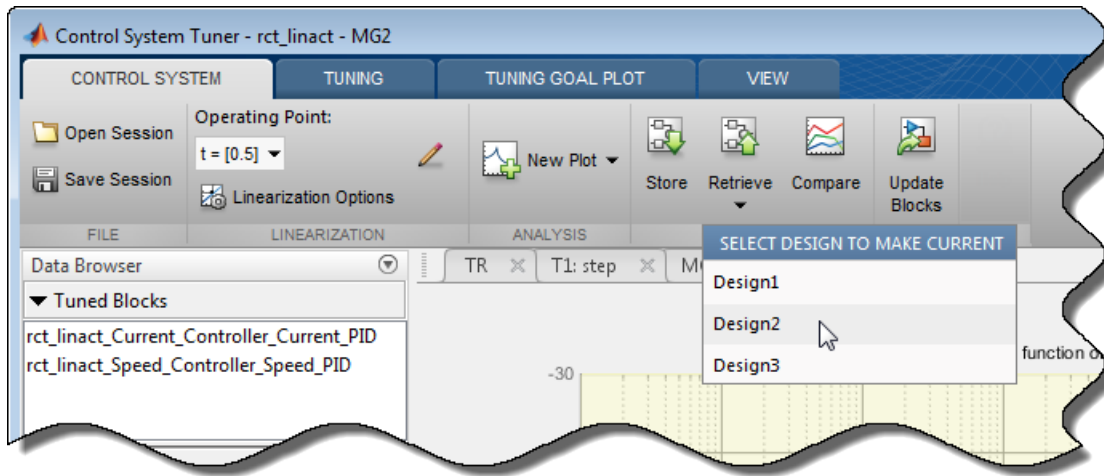 Control System Tuner - rct_linact - MG2
CONTROL SYSTEM TUNING TUNING GOAL PLOT VIEW
Open Session
Save Session
FILE
Operating Point:
t = [0.5]
Linearization Options
LINEARIZATION
New Plot
ANALYSIS
Store Retrieve Compare Update
Blocks
SELECT DESIGN TO MAKE CURRENT
Design1
Design2
Design3
Data Browser
Tuned Blocks
rct_linact_Current_Controller_Current_PID
rct_linact_Speed_Controller_Speed_PID
TR T1: step
function
-30